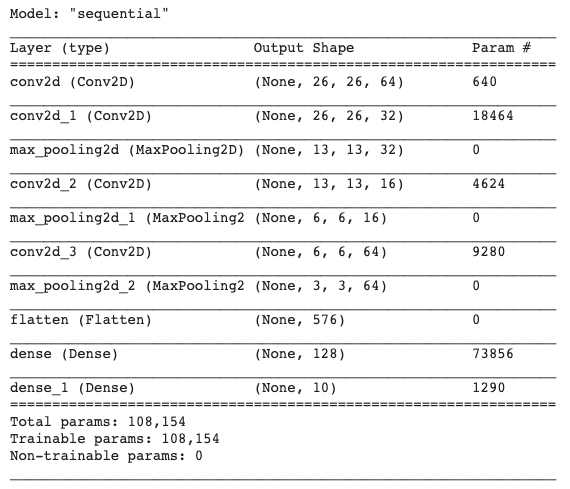 Model: "sequential"
Layer (type) Output Shape Param #
conv2d (Conv2D) (None, 26, 26, 64) 640
conv2d_1 (Conv2D) (None, 26, 26, 32) 18464
max_pooling2d (MaxPooling2D) (None, 13, 13, 32) 0
conv2d_2 (Conv2D) (None, 13, 13, 16) 4624
max_pooling2d_1 (MaxPooling2 (None, 6, 6, 16) 0
conv2d_3 (Conv2D) (None, 6, 6, 64) 9280
max_pooling2d_2 (MaxPooling2 (None, 3, 3, 64) 0
flatten (Flatten) (None, 576) 0
dense (Dense) (None, 128) 73856
dense_1 (Dense) (None, 10) 1290
Total params: 108,154
Trainable params: 108,154
Non-trainable params: 0